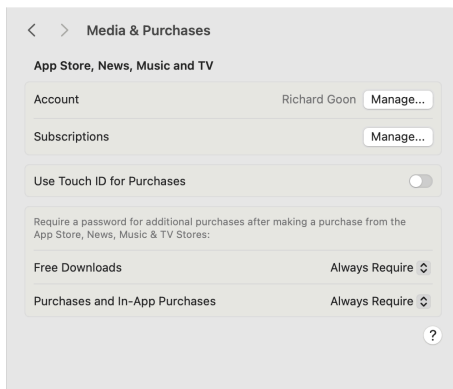 Media & Purchases
App Store, News, Music and TV
Account Richard Goon Manage...
Subscriptions Manage...
Use Touch ID for Purchases
Require a password for additional purchases after making a purchase from the
App Store, News, Music & TV Stores:
Free Downloads Always Require
Purchases and In-App Purchases Always Require
?